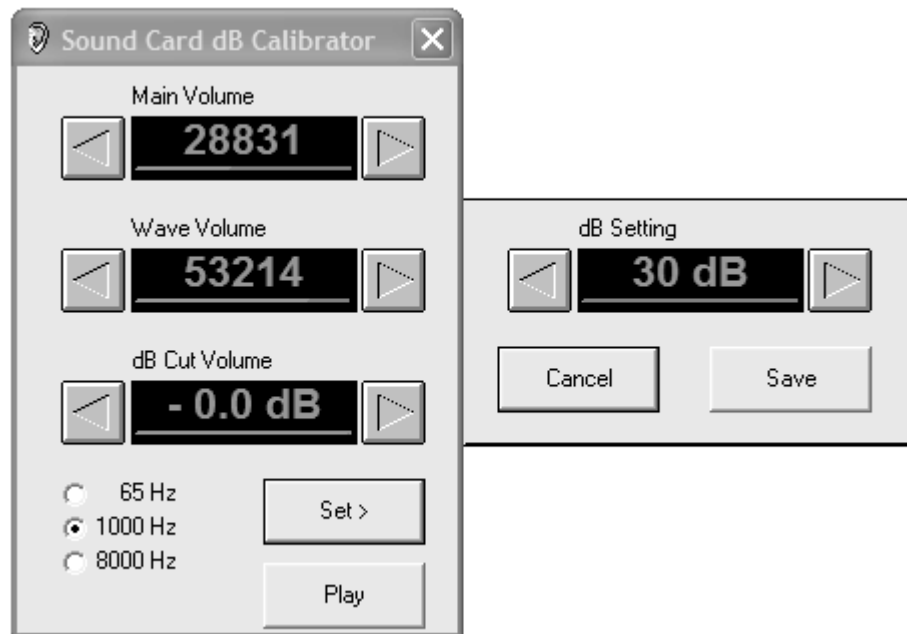 Sound Card dB Calibrator
Main Volume
28831
Wave Volume
53214
dB Cut Volume
- 0.0 dB
65 Hz
1000 Hz
8000 Hz
Set >
Play
dB Setting
30 dB
Cancel
Save